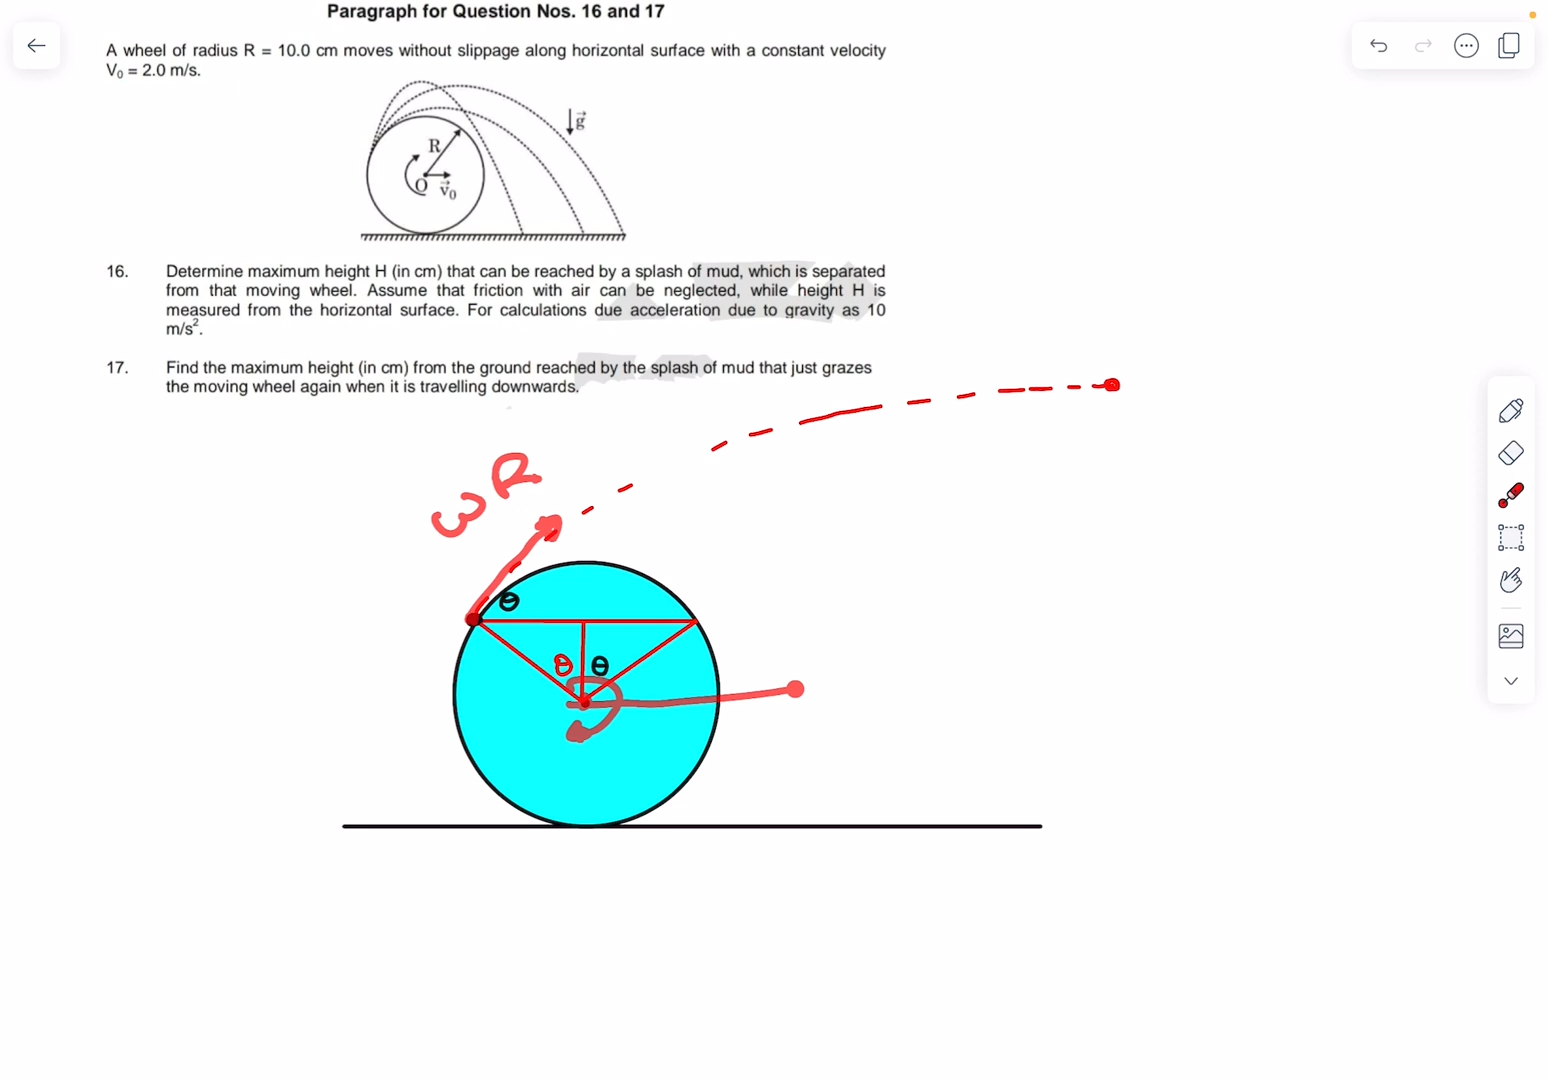 Paragraph for Question Nos. 16 and 17
A wheel of radius R = 10.0 cm moves without slippage along horizontal surface with a constant velocity
V₀ = 2.0 m/s.
g⃗
R
O v⃗₀
16. Determine maximum height H (in cm) that can be reached by a splash of mud, which is separated
from that moving wheel. Assume that friction with air can be neglected, while height H is
measured from the horizontal surface. For calculations due acceleration due to gravity as 10
m/s².
17. Find the maximum height (in cm) from the ground reached by the splash of mud that just grazes
the moving wheel again when it is travelling downwards.
ωR
θ
θ θ